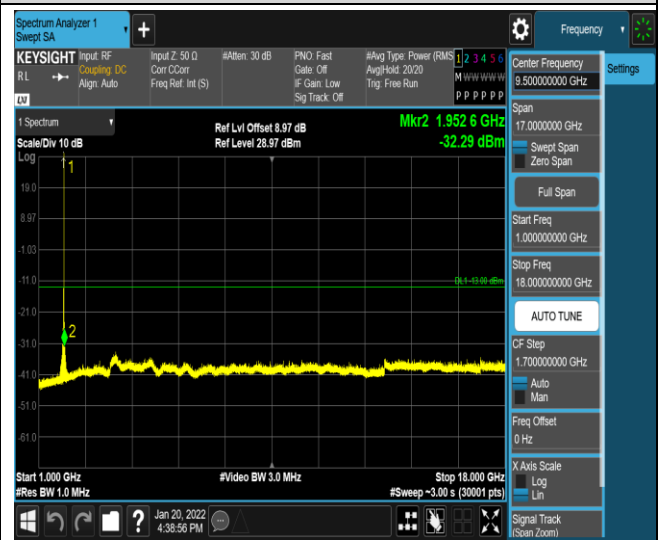 Spectrum Analyzer 1
Swept SA
Frequency
KEYSIGHT
RL
LXI
Input: RF
Coupling: DC
Align: Auto
Input Z: 50 Ω
Corr CCorr
Freq Ref: Int (S)
#Atten: 30 dB
PNO: Fast
Gate: Off
IF Gain: Low
Sig Track: Off
#Avg Type: Power (RMS
Avg|Hold: 20/20
Trig: Free Run
1 2 3 4 5 6
M W W W W W
P P P P P P
Center Frequency
9.500000000 GHz
Settings
1 Spectrum
Scale/Div 10 dB
Ref Lvl Offset 8.97 dB
Ref Level 28.97 dBm
Mkr2 1.952 6 GHz
-32.29 dBm
Span
17.0000000 GHz
Swept Span
Zero Span
Full Span
Start Freq
1.000000000 GHz
Stop Freq
18.000000000 GHz
AUTO TUNE
CF Step
1.700000000 GHz
Auto
Man
Freq Offset
0 Hz
X Axis Scale
Log
Lin
Signal Track
(Span Zoom)
Log
1
19.0
8.97
-1.03
-11.0
DL1 -13.00 dBm
-21.0
2
-31.0
-41.0
-51.0
-61.0
Start 1.000 GHz
#Res BW 1.0 MHz
#Video BW 3.0 MHz
Stop 18.000 GHz
#Sweep ~3.00 s (30001 pts)
?
Jan 20, 2022
4:38:56 PM